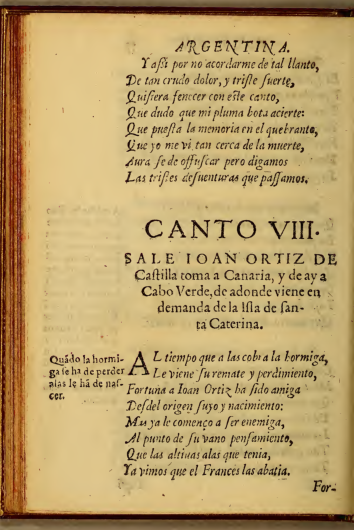 ARGENTINA.
Y aſsi por no acordarme de tal llanto,
De tan crudo dolor, y triſte ſuerte,
Quiſiera fenecer con eſte canto,
Que dudo que mi pluma bota acierte:
Que pueſta la memoria en el quebranto,
Que yo me vi tan cerca de la muerte,
Aura ſe de offuſcar pero digamos
Las triſtes deſuenturas que paſſamos.
CANTO VIII.
SALE IOAN ORTIZ DE
Caſtilla toma a Canaria, y de ay a
Cabo Verde, de adonde viene en
demanda de la Iſla de ſan-
ta Caterina.
Quãdo la hormi-
ga ſe ha de perder
alas le hã de naſ-
cer.
AL tiempo que a las cobra la hormiga,
Le viene ſu remate y perdimiento,
Fortuna a Ioan Ortiz ha ſido amiga
Deſdel origen ſuyo y nacimiento:
Mas ya le començo a ſer enemiga,
Al punto de ſu vano penſamiento,
Que las altiuas alas que tenia,
Ya vimos que el Frances las abatia.
For-